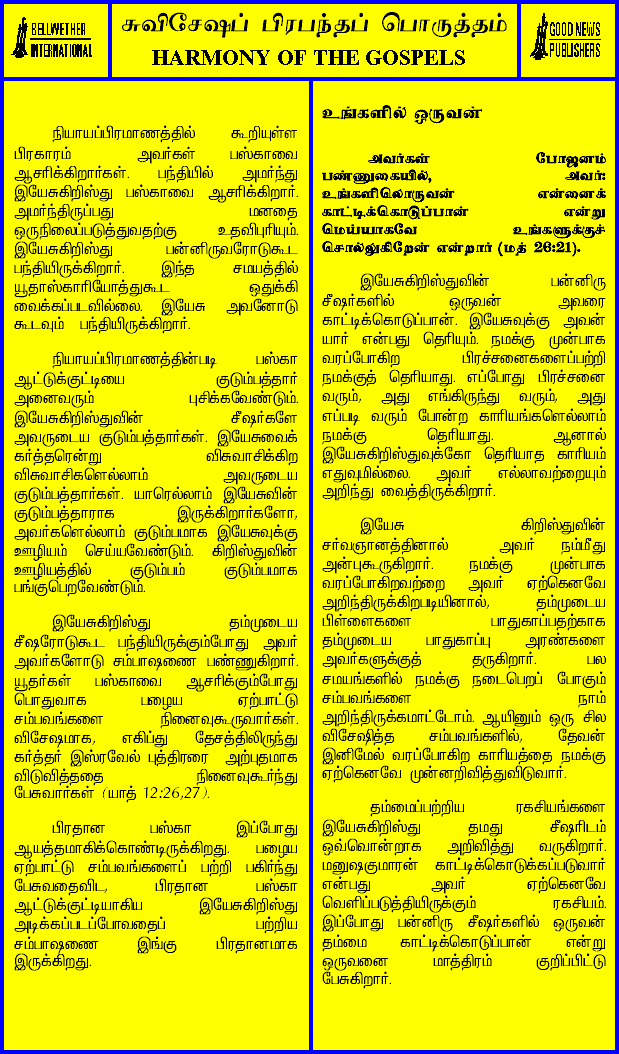 BELLWETHER
INTERNATIONAL
சுவிசேஷப் பிரபந்தப் பொருத்தம்
HARMONY OF THE GOSPELS
GOOD NEWS
PUBLISHERS
நியாயப்பிரமாணத்தில் கூறியுள்ள
பிரகாரம் அவர்கள் பஸ்காவை
ஆசரிக்கிறார்கள். பந்தியில் அமர்ந்து
இயேசுகிறிஸ்து பஸ்காவை ஆசரிக்கிறார்.
அமர்ந்திருப்பது மனதை
ஒருநிலைப்படுத்துவதற்கு உதவிபுரியும்.
இயேசுகிறிஸ்து பன்னிருவரோடுகூட
பந்தியிருக்கிறார். இந்த சமயத்தில்
யூதாஸ்காரியோத்துகூட ஒதுக்கி
வைக்கப்படவில்லை. இயேசு அவனோடு
கூடவும் பந்தியிருக்கிறார்.
நியாயப்பிரமாணத்தின்படி பஸ்கா
ஆட்டுக்குட்டியை குடும்பத்தார்
அனைவரும் புசிக்கவேண்டும்.
இயேசுகிறிஸ்துவின் சீஷர்களே
அவருடைய குடும்பத்தார்கள். இயேசுவைக்
கர்த்தரென்று விசுவாசிக்கிற
விசுவாசிகளெல்லாம் அவருடைய
குடும்பத்தார்கள். யாரெல்லாம் இயேசுவின்
குடும்பத்தாராக இருக்கிறார்களோ,
அவர்களெல்லாம் குடும்பமாக இயேசுவுக்கு
ஊழியம் செய்யவேண்டும். கிறிஸ்துவின்
ஊழியத்தில் குடும்பம் குடும்பமாக
பங்குபெறவேண்டும்.
இயேசுகிறிஸ்து தம்முடைய
சீஷரோடுகூட பந்தியிருக்கும்போது அவர்
அவர்களோடு சம்பாஷணை பண்ணுகிறார்.
யூதர்கள் பஸ்காவை ஆசரிக்கும்போது
பொதுவாக பழைய ஏற்பாட்டு
சம்பவங்களை நினைவுகூருவார்கள்.
விசேஷமாக, எகிப்து தேசத்திலிருந்து
கர்த்தர் இஸ்ரவேல் புத்திரரை அற்புதமாக
விடுவித்ததை நினைவுகூர்ந்து
பேசுவார்கள் (யாத் 12:26,27).
பிரதான பஸ்கா இப்போது
ஆயத்தமாகிக்கொண்டிருக்கிறது. பழைய
ஏற்பாட்டு சம்பவங்களைப் பற்றி பகிர்ந்து
பேசுவதைவிட, பிரதான பஸ்கா
ஆட்டுக்குட்டியாகிய இயேசுகிறிஸ்து
அடிக்கப்படப்போவதைப் பற்றிய
சம்பாஷணை இங்கு பிரதானமாக
இருக்கிறது.
உங்களில் ஒருவன்
அவர்கள் போஜனம்
பண்ணுகையில், அவர்:
உங்களிலொருவன் என்னைக்
காட்டிக்கொடுப்பான் என்று
மெய்யாகவே உங்களுக்குச்
சொல்லுகிறேன் என்றார் (மத் 26:21).
இயேசுகிறிஸ்துவின் பன்னிரு
சீஷர்களில் ஒருவன் அவரை
காட்டிக்கொடுப்பான். இயேசுவுக்கு அவன்
யார் என்பது தெரியும். நமக்கு முன்பாக
வரப்போகிற பிரச்சனைகளைப்பற்றி
நமக்குத் தெரியாது. எப்போது பிரச்சனை
வரும், அது எங்கிருந்து வரும், அது
எப்படி வரும் போன்ற காரியங்களெல்லாம்
நமக்கு தெரியாது. ஆனால்
இயேசுகிறிஸ்துவுக்கோ தெரியாத காரியம்
எதுவுமில்லை. அவர் எல்லாவற்றையும்
அறிந்து வைத்திருக்கிறார்.
இயேசு கிறிஸ்துவின்
சர்வஞானத்தினால் அவர் நம்மீது
அன்புகூருகிறார். நமக்கு முன்பாக
வரப்போகிறவற்றை அவர் ஏற்கெனவே
அறிந்திருக்கிறபடியினால், தம்முடைய
பிள்ளைகளை பாதுகாப்பதற்காக
தம்முடைய பாதுகாப்பு அரண்களை
அவர்களுக்குத் தருகிறார். பல
சமயங்களில் நமக்கு நடைபெறப் போகும்
சம்பவங்களை நாம்
அறிந்திருக்கமாட்டோம். ஆயினும் ஒரு சில
விசேஷித்த சம்பவங்களில், தேவன்
இனிமேல் வரப்போகிற காரியத்தை நமக்கு
ஏற்கெனவே முன்னறிவித்துவிடுவார்.
தம்மைப்பற்றிய ரகசியங்களை
இயேசுகிறிஸ்து தமது சீஷரிடம்
ஒவ்வொன்றாக அறிவித்து வருகிறார்.
மனுஷகுமாரன் காட்டிக்கொடுக்கப்படுவார்
என்பது அவர் ஏற்கெனவே
வெளிப்படுத்தியிருக்கும் ரகசியம்.
இப்போது பன்னிரு சீஷர்களில் ஒருவன்
தம்மை காட்டிக்கொடுப்பான் என்று
ஒருவனை மாத்திரம் குறிப்பிட்டு
பேசுகிறார்.